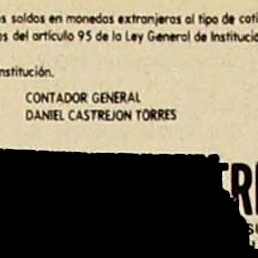 s saldos en monedas extranjeras al tipo de coti
s del artículo 95 de la Ley General de Institucio
nstitución.
CONTADOR GENERAL
DANIEL CASTREJON TORRES
TR